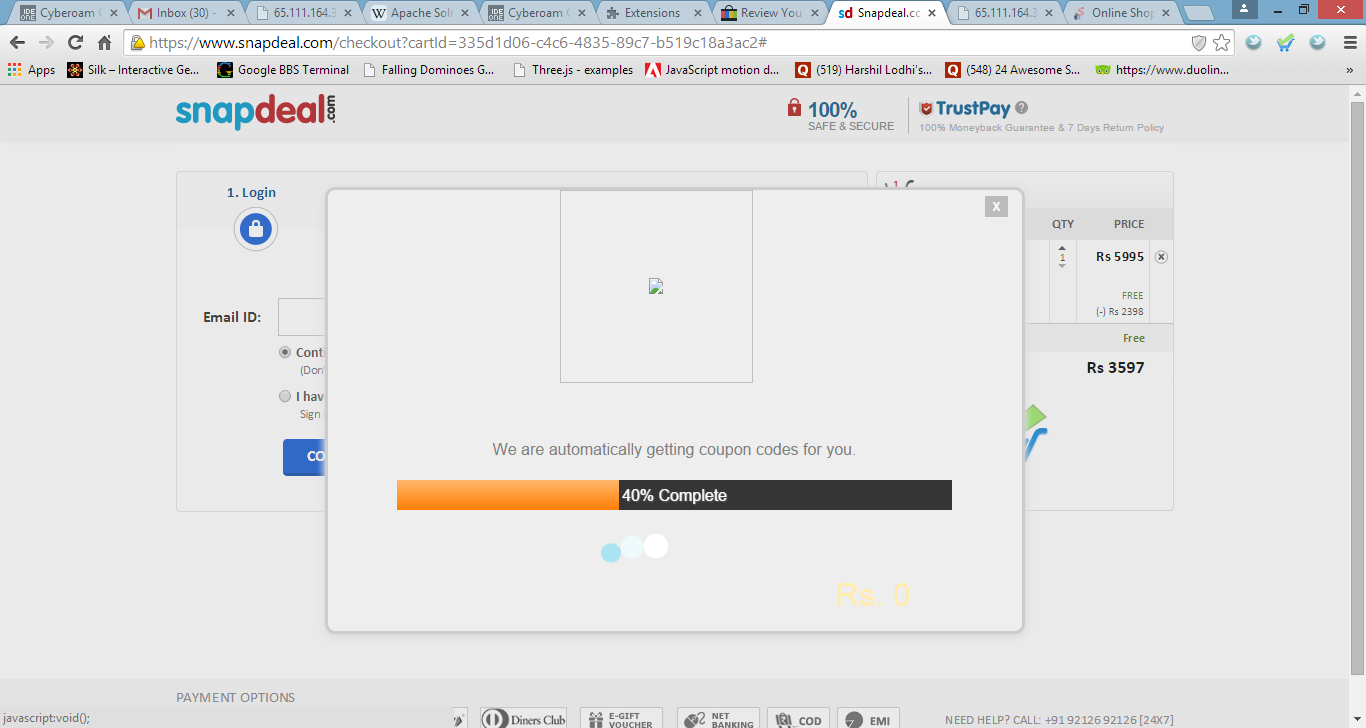 Cyberoam
Inbox (30) -
65.111.164.3
Apache Sol
Cyberoam
Extensions
Review You
Snapdeal.co
65.111.164.3
Online Shop
https://www.snapdeal.com/checkout?cartId=335d1d06-c4c6-4835-89c7-b519c18a3ac2#
Apps
Silk – Interactive Ge...
Google BBS Terminal
Falling Dominoes G...
Three.js - examples
JavaScript motion d...
(519) Harshil Lodhi's...
(548) 24 Awesome S...
https://www.duolin...
»
snapdeal.com
100%
SAFE & SECURE
TrustPay ?
100% Moneyback Guarantee & 7 Days Return Policy
1. Login
X
QTY PRICE
1 Rs 5995
FREE
(-) Rs 2398
Free
Rs 3597
Email ID:
Conti
(Don'
I hav
Sign
CO
We are automatically getting coupon codes for you.
40% Complete
Rs. 0
PAYMENT OPTIONS
Diners Club
E-GIFT
VOUCHER
NET
BANKING
COD
EMI
NEED HELP? CALL: +91 92126 92126 [24X7]
javascript:void();